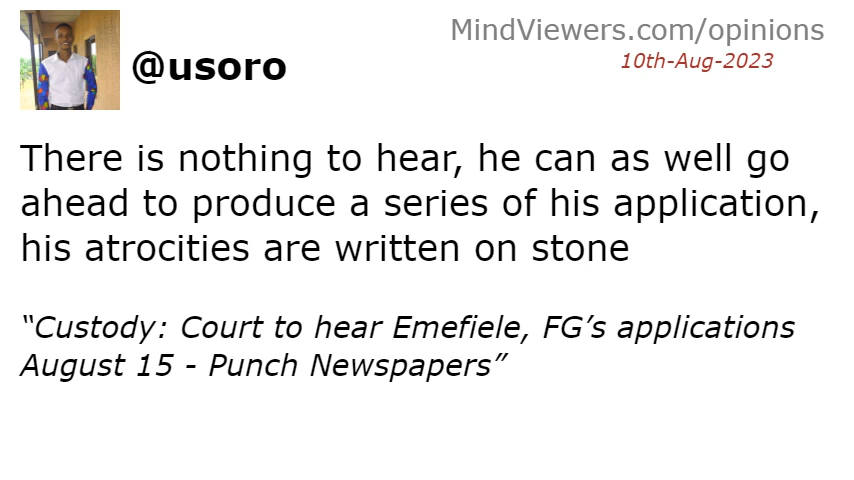 MindViewers.com/opinions
10th-Aug-2023
@usoro
There is nothing to hear, he can as well go
ahead to produce a series of his application,
his atrocities are written on stone
“Custody: Court to hear Emefiele, FG’s applications
August 15 - Punch Newspapers”